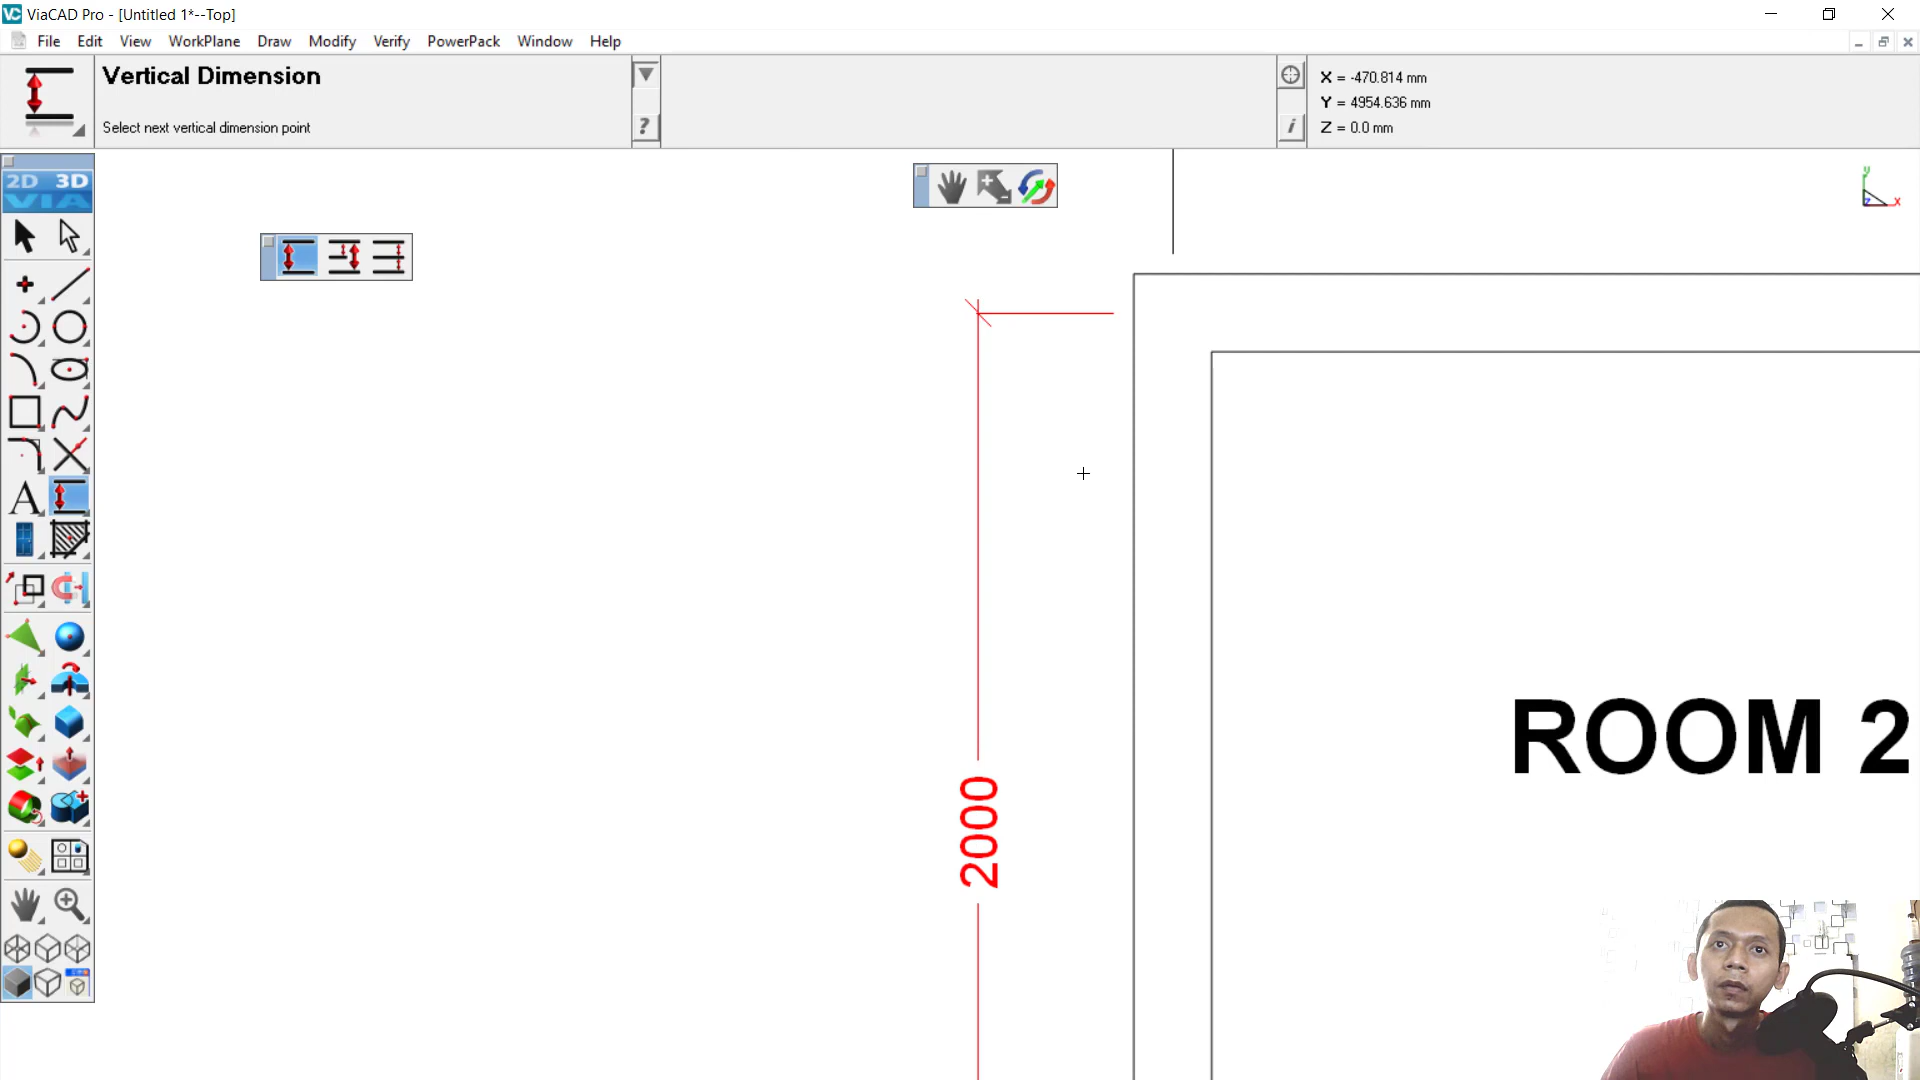 VC ViaCAD Pro - [Untitled 1*--Top]
File Edit View WorkPlane Draw Modify Verify PowerPack Window Help
Vertical Dimension
Select next vertical dimension point
?
i
X = -470.814 mm
Y = 4954.636 mm
Z = 0.0 mm
2D 3D
VIA
y
z
x
A
2000
ROOM 2